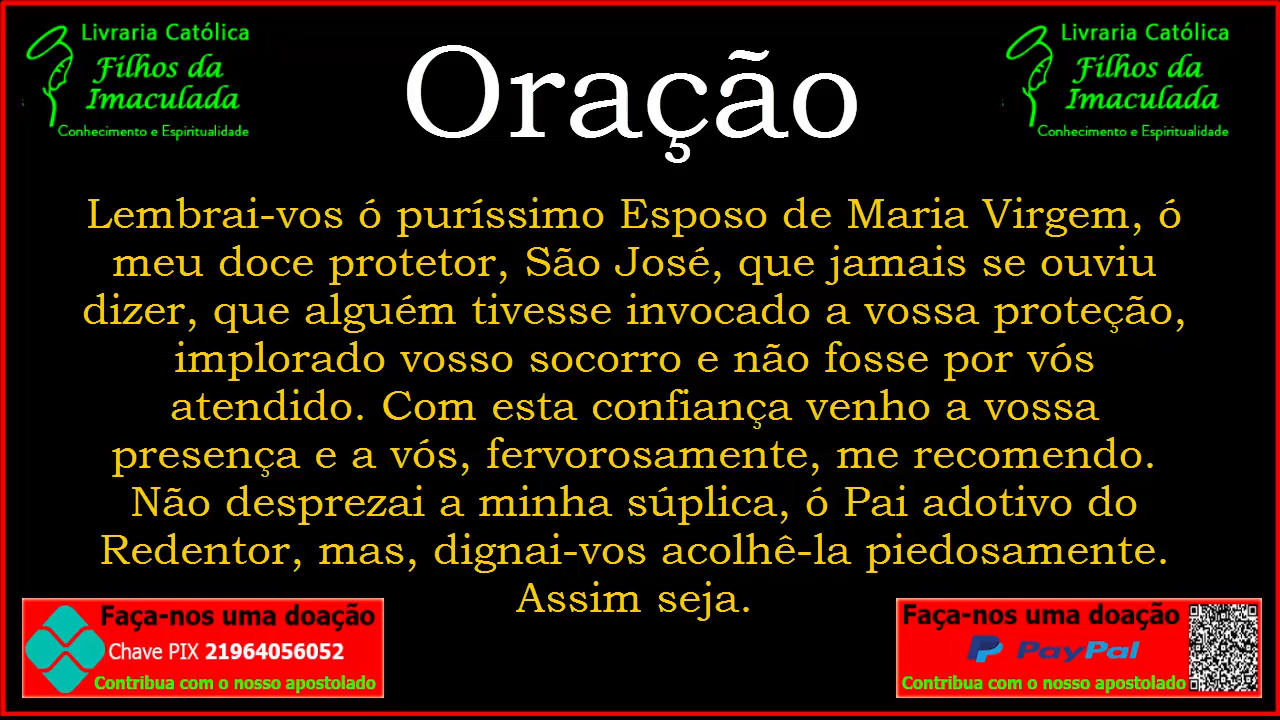 Livraria Católica
Filhos da
Imaculada
Conhecimento e Espiritualidade
Oração
Livraria Católica
Filhos da
Imaculada
Conhecimento e Espiritualidade
Lembrai-vos ó puríssimo Esposo de Maria Virgem, ó
meu doce protetor, São José, que jamais se ouviu
dizer, que alguém tivesse invocado a vossa proteção,
implorado vosso socorro e não fosse por vós
atendido. Com esta confiança venho a vossa
presença e a vós, fervorosamente, me recomendo.
Não desprezai a minha súplica, ó Pai adotivo do
Redentor, mas, dignai-vos acolhê-la piedosamente.
Assim seja.
Faça-nos uma doação
Chave PIX 21964056052
Contribua com o nosso apostolado
Faça-nos uma doação
PayPal
Contribua com o nosso apostolado